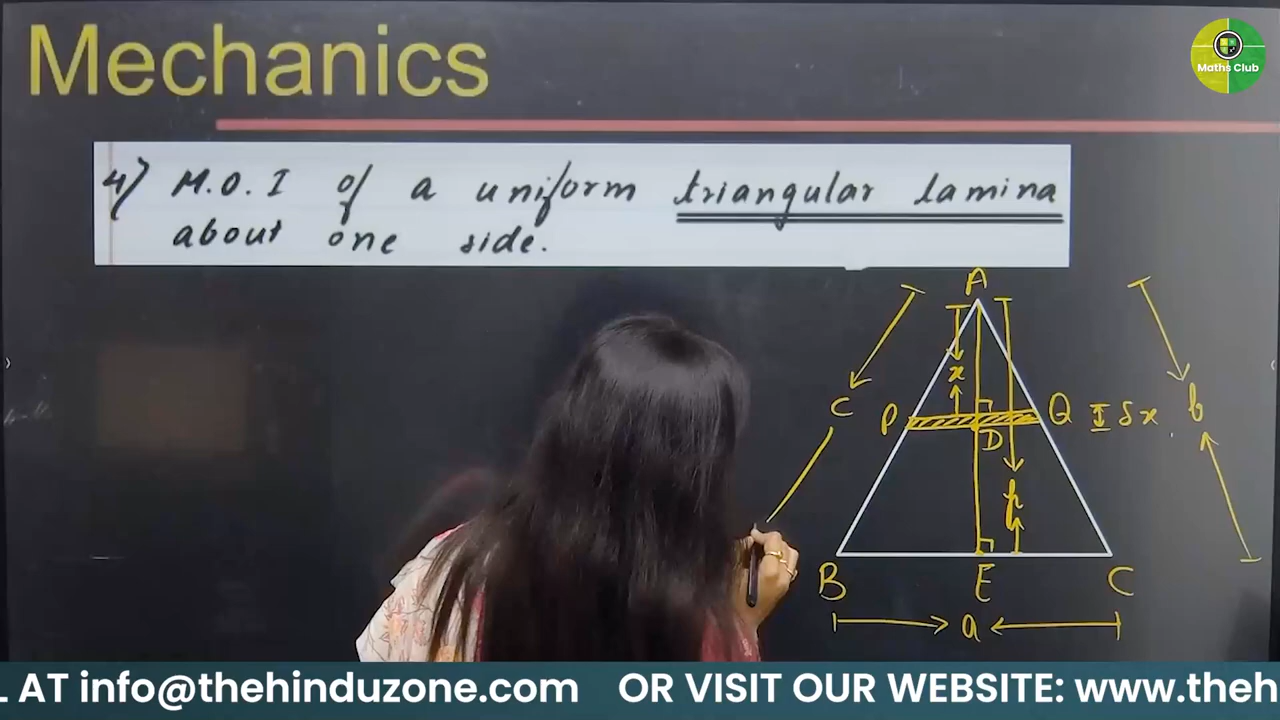 Mechanics
Maths Club
4) M.O.I of a uniform triangular lamina
about one side.
A
x
c
P
Q
δx
b
D
p
B
E
C
a
L AT info@thehinduzone.com OR VISIT OUR WEBSITE: www.theh